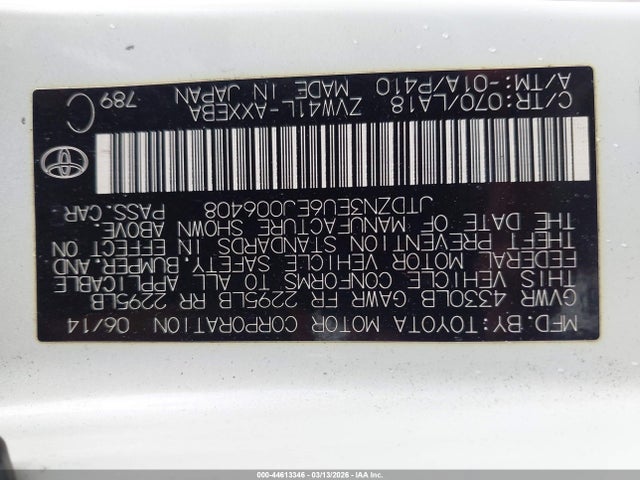 MFD. BY: TOYOTA MOTOR CORPORATION 06/14
GVWR 4330LB GAWR FR 2295LB RR 2295LB
THIS VEHICLE CONFORMS TO ALL APPLICABLE
FEDERAL MOTOR VEHICLE SAFETY, BUMPER, AND
THEFT PREVENTION STANDARDS IN EFFECT ON
THE DATE OF MANUFACTURE SHOWN ABOVE.
JTDZN3EU6EJ006408 PASS. CAR
C/TR: 070/LA18 ZVW41L-AXXEBA
A/TM: -01A/P410 MADE IN JAPAN
789 C
000-44613346 | 03/13/2026 | © IAA Inc.